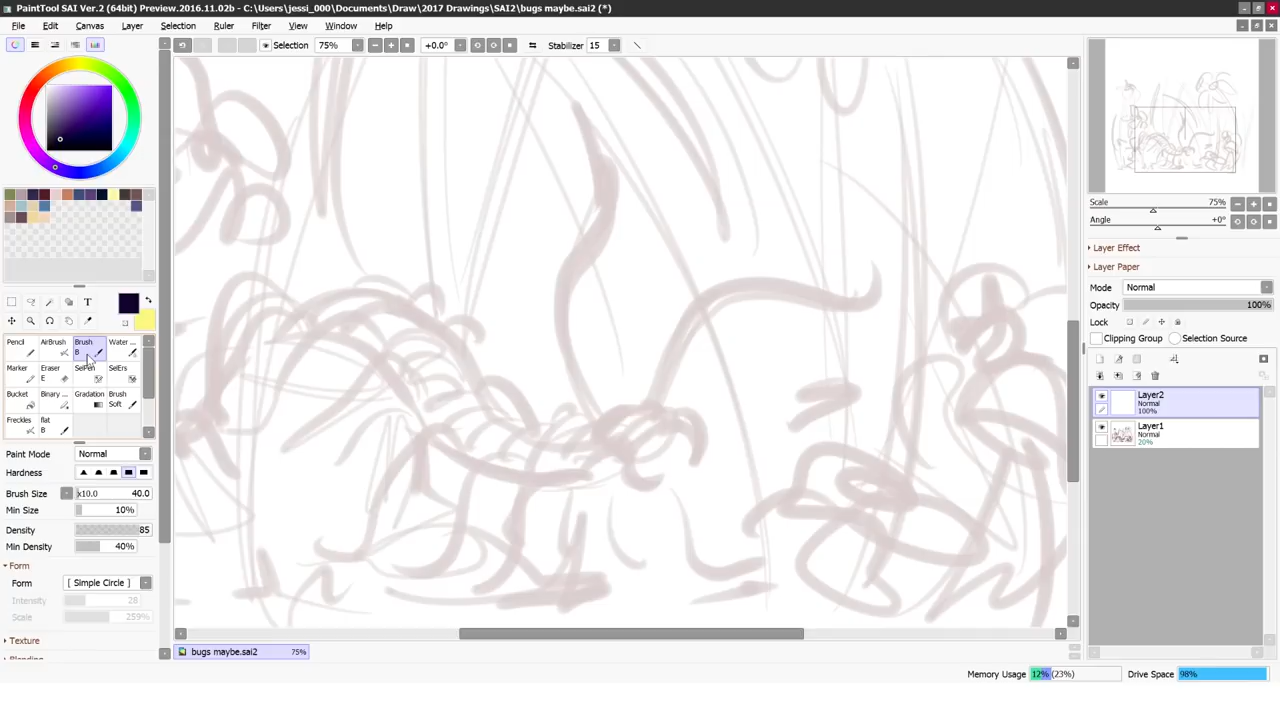 PaintTool SAI Ver.2 (64bit) Preview.2016.11.02b - C:\Users\jessi_000\Documents\Draw\2017 Drawings\SAI2\bugs maybe.sai2 (*)
File Edit Canvas Layer Selection Ruler Filter View Window Help
Selection 75% +0.0° Stabilizer 15
T
Pencil AirBrush Brush Water ...
B
Marker Eraser SelPen SelErs
E
Bucket Binary ... Gradation Brush
Soft
Freckles flat
B
Paint Mode Normal
Hardness
Brush Size x10.0 40.0
Min Size 10%
Density 85
Min Density 40%
Form
Form [ Simple Circle ]
Intensity 28
Scale 259%
Texture
Blending
bugs maybe.sai2 75%
Scale 75%
Angle +0°
Layer Effect
Layer Paper
Mode Normal
Opacity 100%
Lock
Clipping Group Selection Source
Layer2
Normal
100%
Layer1
Normal
20%
Memory Usage 12% (23%) Drive Space 98%